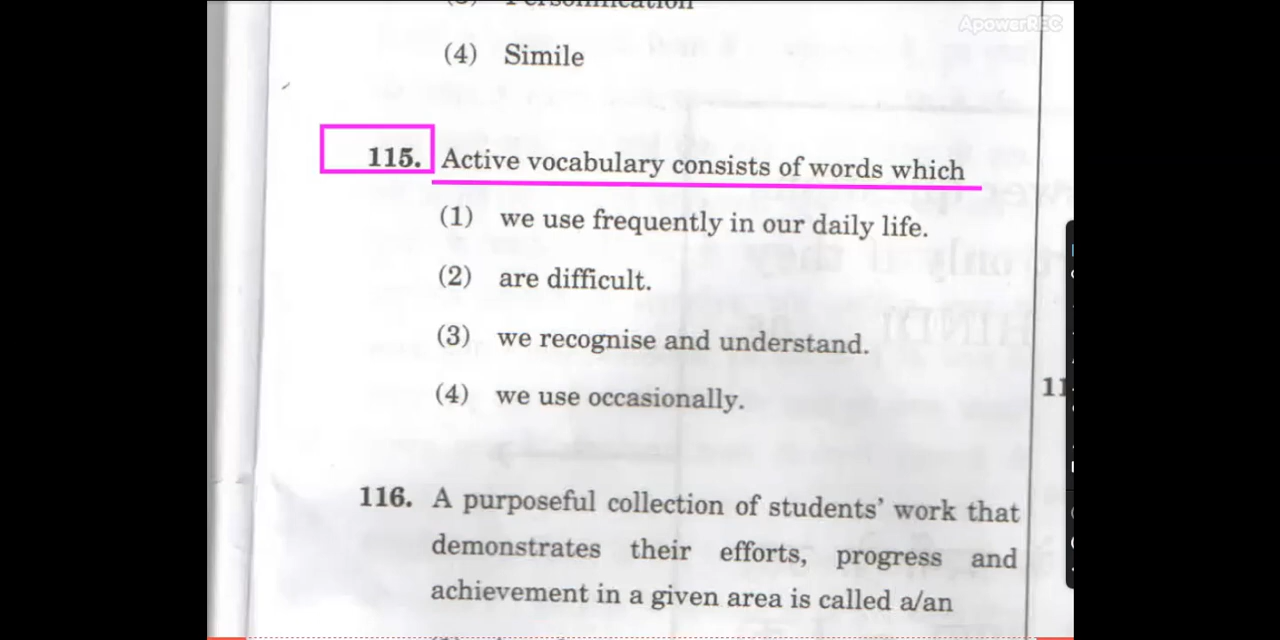 ApowerREC
(4) Simile
115. Active vocabulary consists of words which
(1) we use frequently in our daily life.
(2) are difficult.
(3) we recognise and understand.
(4) we use occasionally.
116. A purposeful collection of students' work that
demonstrates their efforts, progress and
achievement in a given area is called a/an